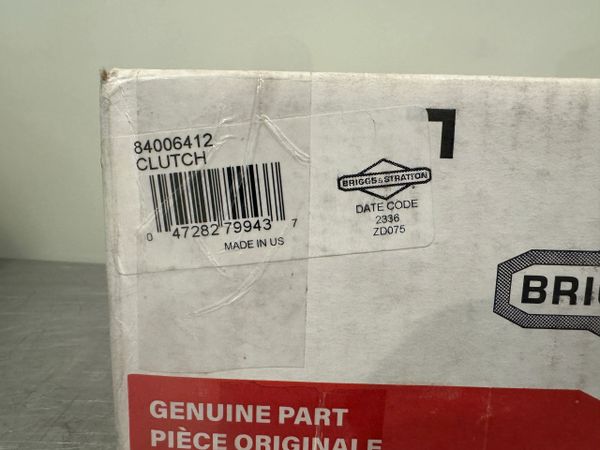 84006412
CLUTCH
0 47282 79943 7
MADE IN US
BRIGGS & STRATTON
DATE CODE
2336
ZD075
BRIG
GENUINE PART
PIÈCE ORIGINALE